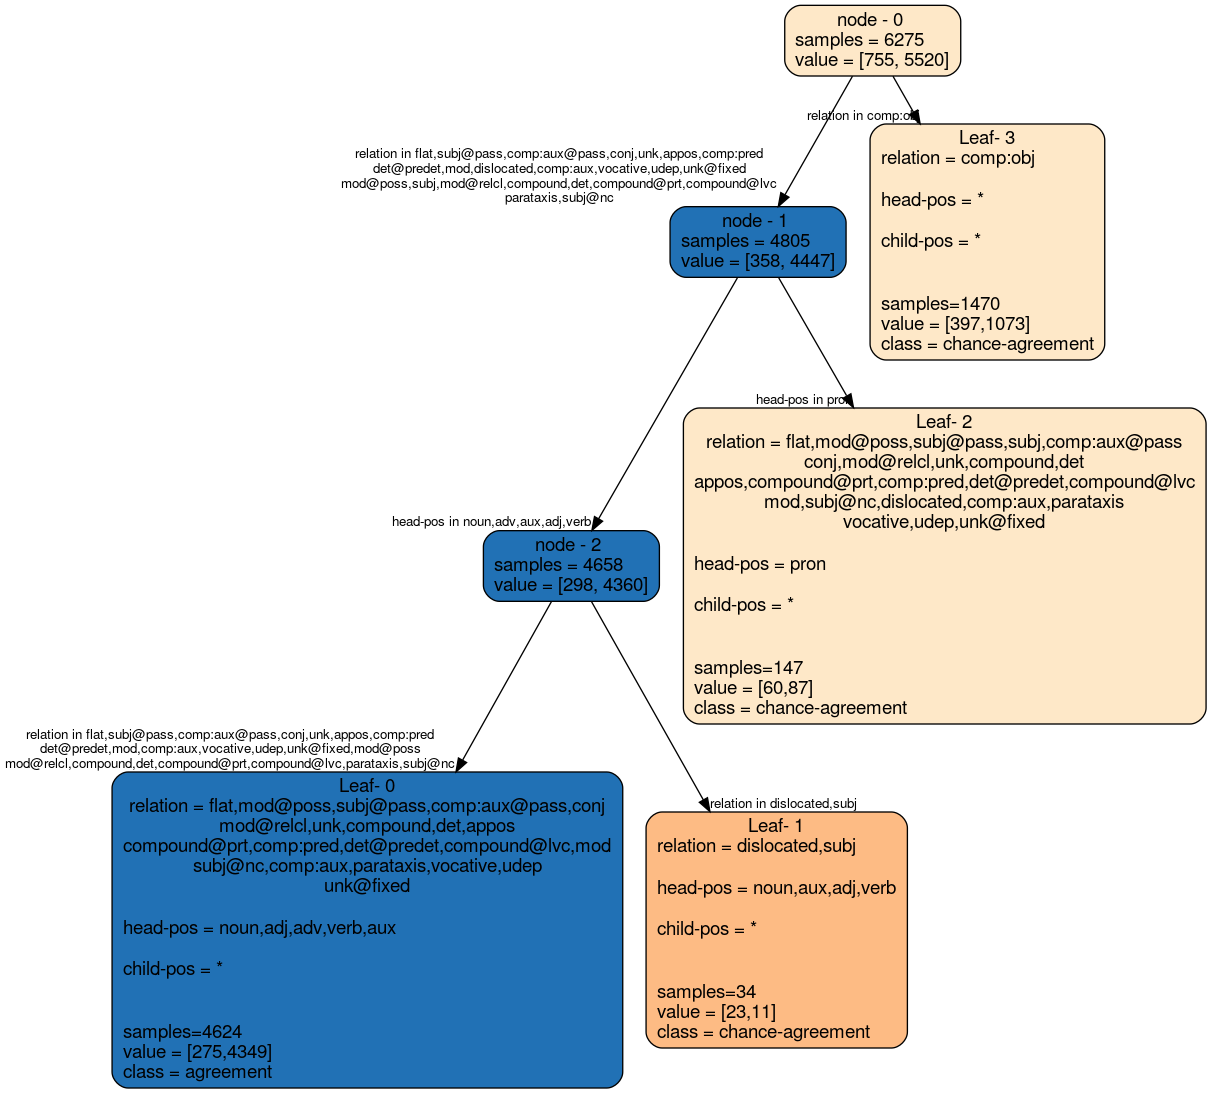 node - 0
samples = 6275
value = [755, 5520]
relation in comp:obj
Leaf- 3
relation = comp:obj
head-pos = *
child-pos = *
samples=1470
value = [397,1073]
class = chance-agreement
relation in flat,subj@pass,comp:aux@pass,conj,unk,appos,comp:pred
det@predet,mod,dislocated,comp:aux,vocative,udep,unk@fixed
mod@poss,subj,mod@relcl,compound,det,compound@prt,compound@lvc
parataxis,subj@nc
node - 1
samples = 4805
value = [358, 4447]
head-pos in pron
Leaf- 2
relation = flat,mod@poss,subj@pass,subj,comp:aux@pass
conj,mod@relcl,unk,compound,det
appos,compound@prt,comp:pred,det@predet,compound@lvc
mod,subj@nc,dislocated,comp:aux,parataxis
vocative,udep,unk@fixed
head-pos = pron
child-pos = *
samples=147
value = [60,87]
class = chance-agreement
head-pos in noun,adv,aux,adj,verb
node - 2
samples = 4658
value = [298, 4360]
relation in flat,subj@pass,comp:aux@pass,conj,unk,appos,comp:pred
det@predet,mod,comp:aux,vocative,udep,unk@fixed,mod@poss
mod@relcl,compound,det,compound@prt,compound@lvc,parataxis,subj@nc
Leaf- 0
relation = flat,mod@poss,subj@pass,comp:aux@pass,conj
mod@relcl,unk,compound,det,appos
compound@prt,comp:pred,det@predet,compound@lvc,mod
subj@nc,comp:aux,parataxis,vocative,udep
unk@fixed
head-pos = noun,adj,adv,verb,aux
child-pos = *
samples=4624
value = [275,4349]
class = agreement
relation in dislocated,subj
Leaf- 1
relation = dislocated,subj
head-pos = noun,aux,adj,verb
child-pos = *
samples=34
value = [23,11]
class = chance-agreement